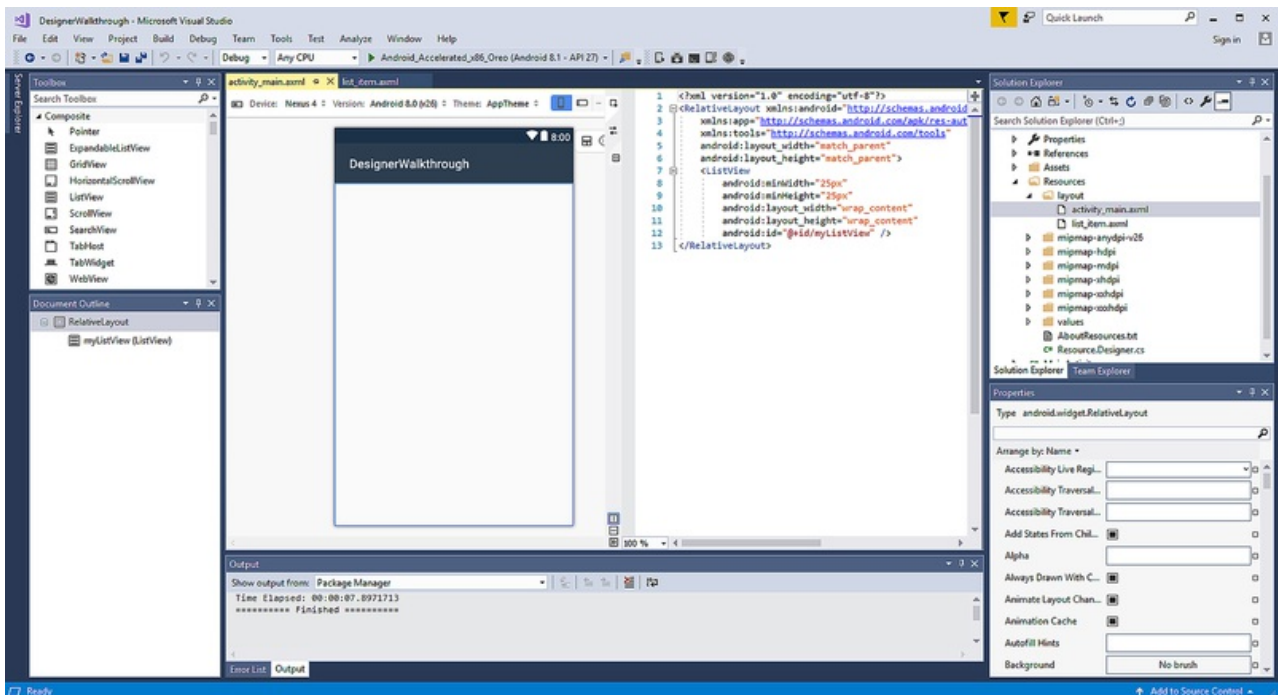 DesignerWalkthrough - Microsoft Visual Studio
Quick Launch
File Edit View Project Build Debug Team Tools Test Analyze Window Help
Sign in
Debug Any CPU Android_Accelerated_x86_Oreo (Android 8.1 - API 27)
Server Explorer
Toolbox
Search Toolbox
Composite
Pointer
ExpandableListView
GridView
HorizontalScrollView
ListView
ScrollView
SearchView
TabHost
TabWidget
WebView
Document Outline
RelativeLayout
myListView (ListView)
activity_main.axml list_item.axml
Device: Nexus 4 Version: Android 8.0 (v26) Theme: AppTheme
8:00
DesignerWalkthrough
1 <?xml version="1.0" encoding="utf-8"?>
2 <RelativeLayout xmlns:android="http://schemas.android
3 xmlns:app="http://schemas.android.com/apk/res-aut
4 xmlns:tools="http://schemas.android.com/tools"
5 android:layout_width="match_parent"
6 android:layout_height="match_parent">
7 <ListView
8 android:minWidth="25px"
9 android:minHeight="25px"
10 android:layout_width="wrap_content"
11 android:layout_height="wrap_content"
12 android:id="@+id/myListView" />
13 </RelativeLayout>
100 %
Output
Show output from: Package Manager
Time Elapsed: 00:00:07.8971713
========== Finished ==========
Error List Output
Solution Explorer
Search Solution Explorer (Ctrl+;)
Properties
References
Assets
Resources
layout
activity_main.axml
list_item.axml
mipmap-anydpi-v26
mipmap-hdpi
mipmap-mdpi
mipmap-xhdpi
mipmap-xxhdpi
mipmap-xxxhdpi
values
AboutResources.txt
C# Resource.Designer.cs
Solution Explorer Team Explorer
Properties
Type android.widget.RelativeLayout
Arrange by: Name
Accessibility Live Regi...
Accessibility Traversal...
Accessibility Traversal...
Add States From Chil...
Alpha
Always Drawn With C...
Animate Layout Chan...
Animation Cache
Autofill Hints
Background No brush
Ready
Add to Source Control